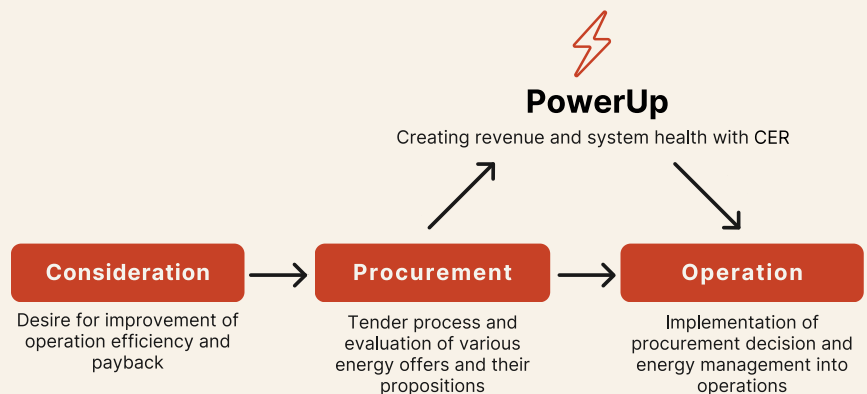 PowerUp
Creating revenue and system health with CER
Consideration
Desire for improvement of
operation efficiency and
payback
Procurement
Tender process and
evaluation of various
energy offers and their
propositions
Operation
Implementation of
procurement decision and
energy management into
operations